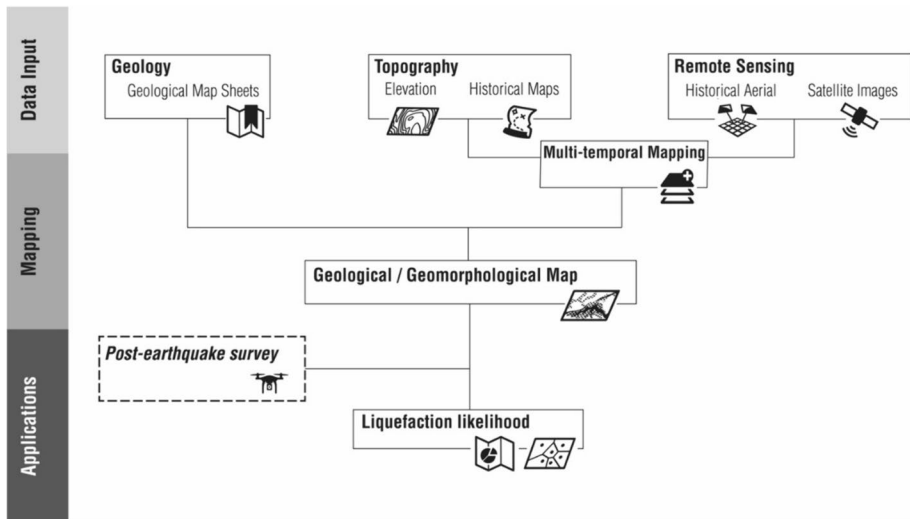 Data Input
Geology
Geological Map Sheets
Topography
Elevation
Historical Maps
Remote Sensing
Historical Aerial
Satellite Images
Mapping
Multi-temporal Mapping
Geological / Geomorphological Map
Applications
Post-earthquake survey
Liquefaction likelihood